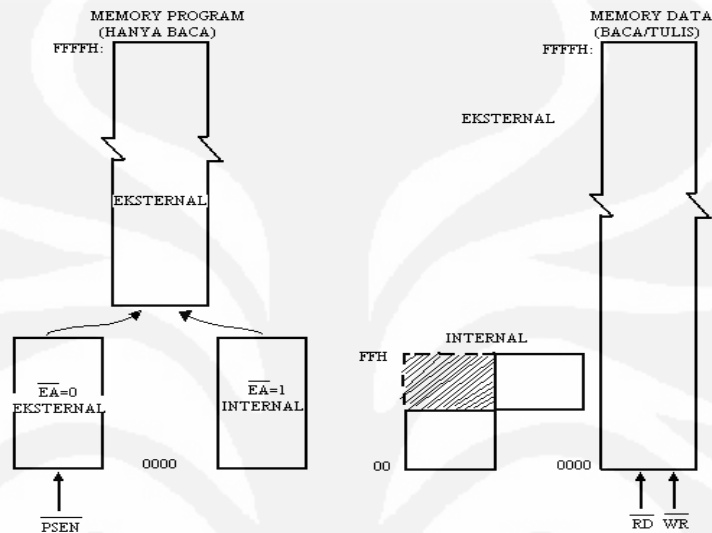 MEMORY PROGRAM
(HANYA BACA)
FFFFH:
EKSTERNAL
EA=0
EKSTERNAL
EA=1
INTERNAL
0000
PSEN
MEMORY DATA
(BACA/TULIS)
FFFFH:
EKSTERNAL
INTERNAL
FFH
00
0000
RD WR